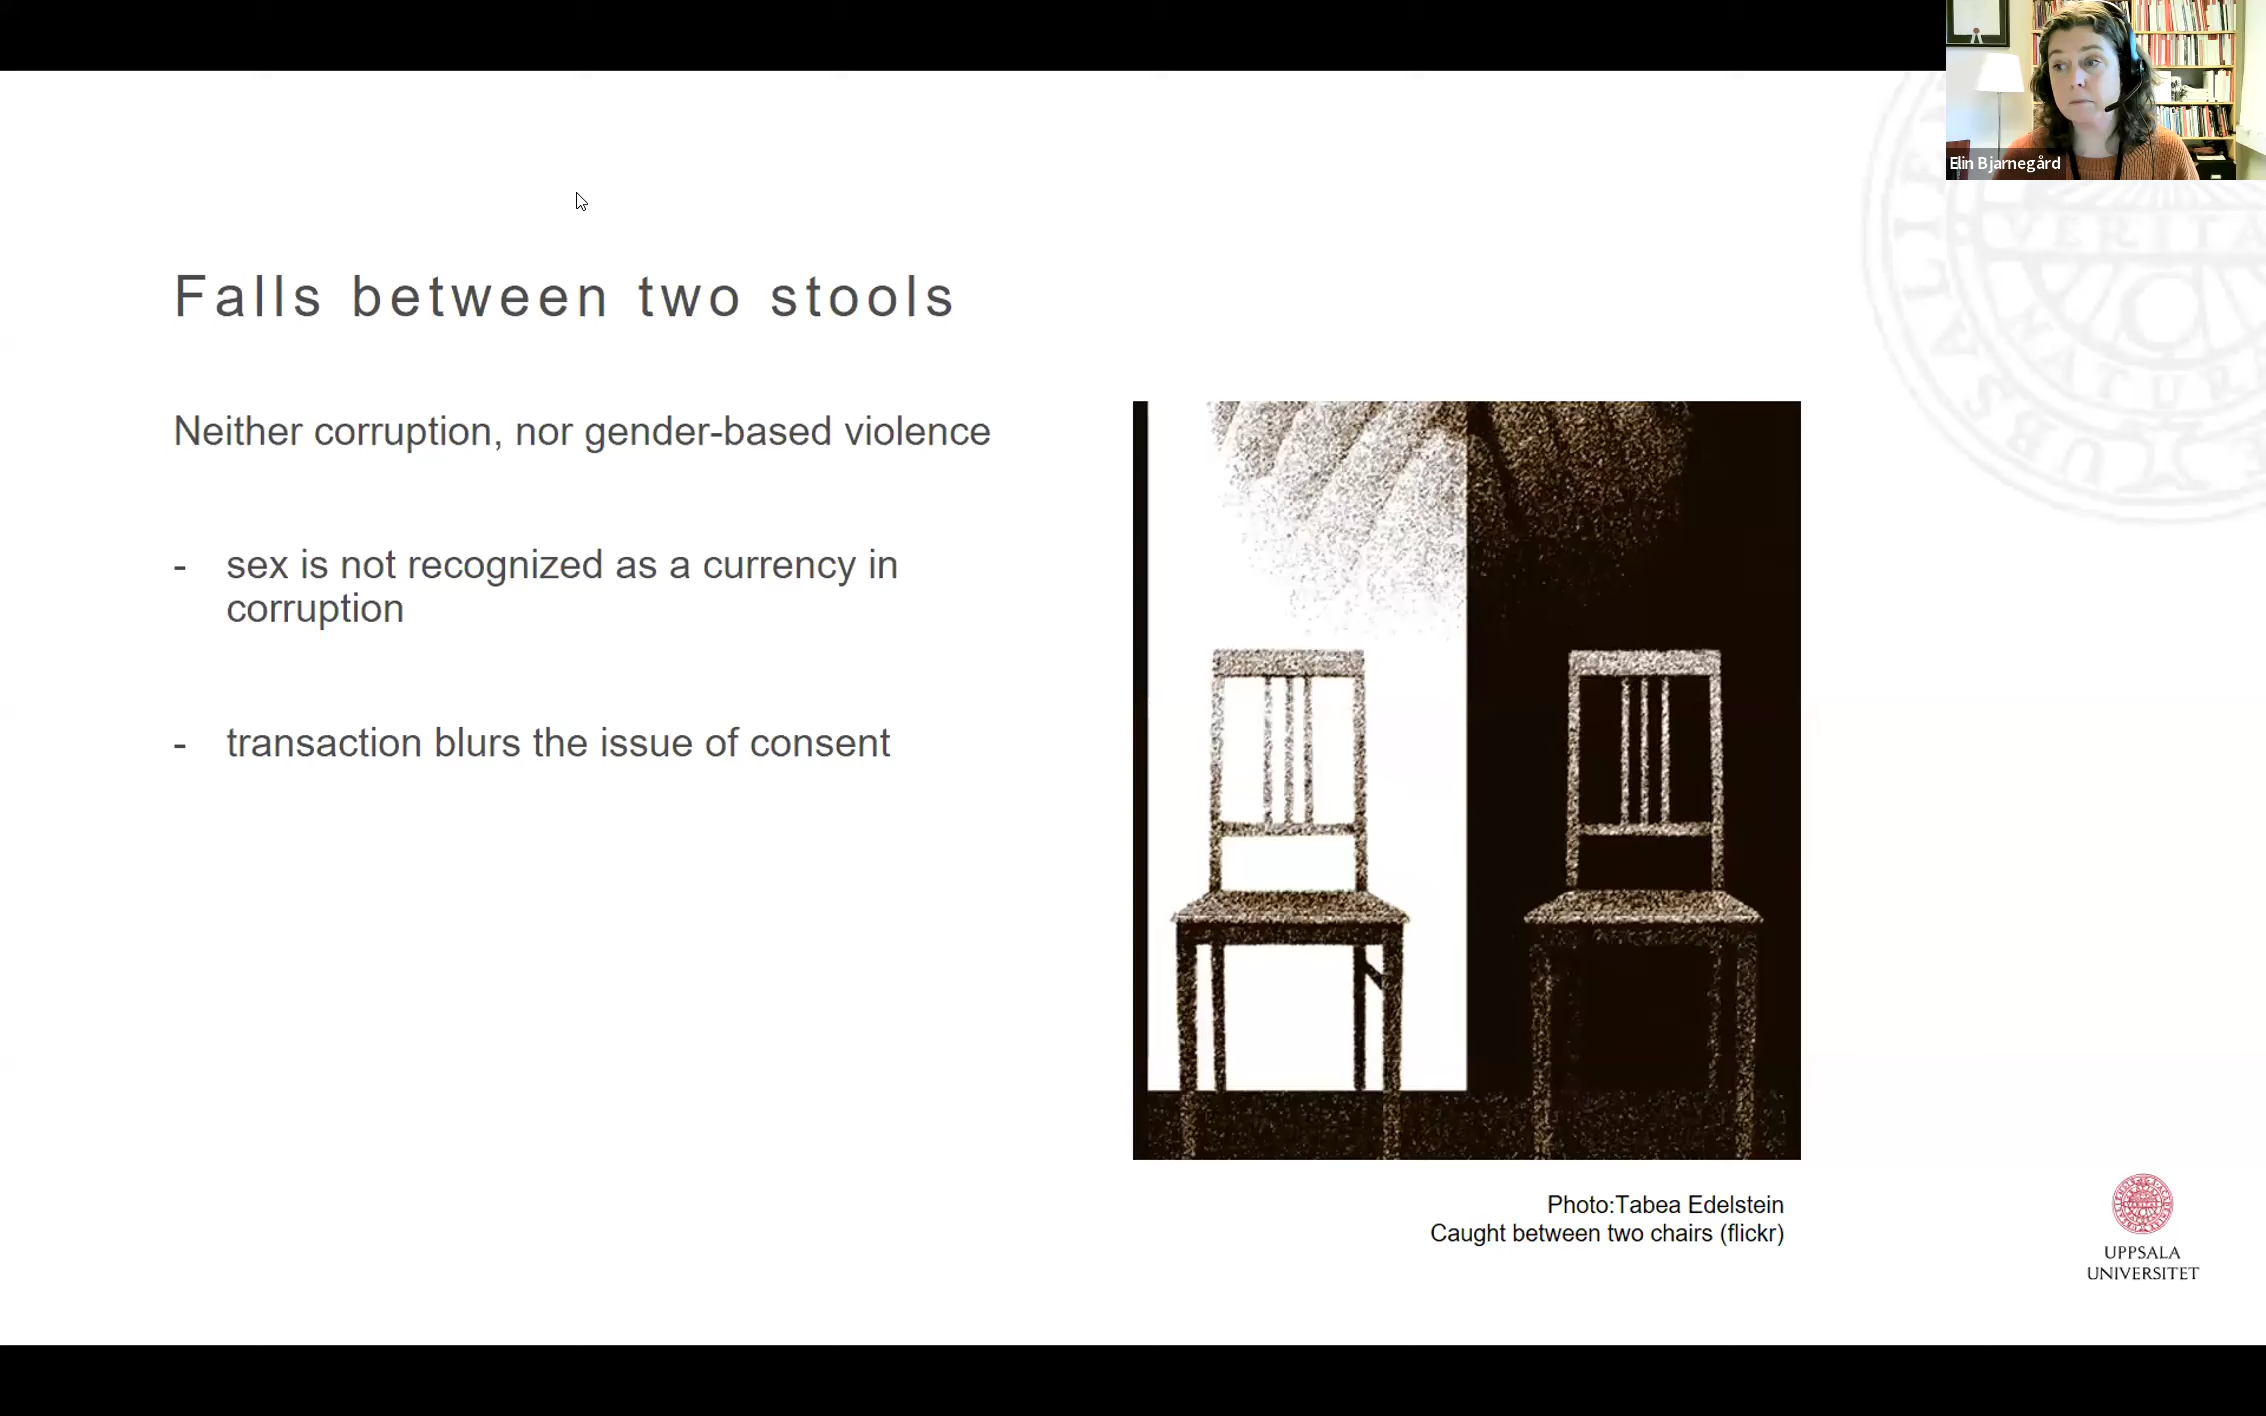 Elin Bjarnegård
Falls between two stools
Neither corruption, nor gender-based violence
- sex is not recognized as a currency in
corruption
- transaction blurs the issue of consent
Photo:Tabea Edelstein
Caught between two chairs (flickr)
UPPSALA
UNIVERSITET